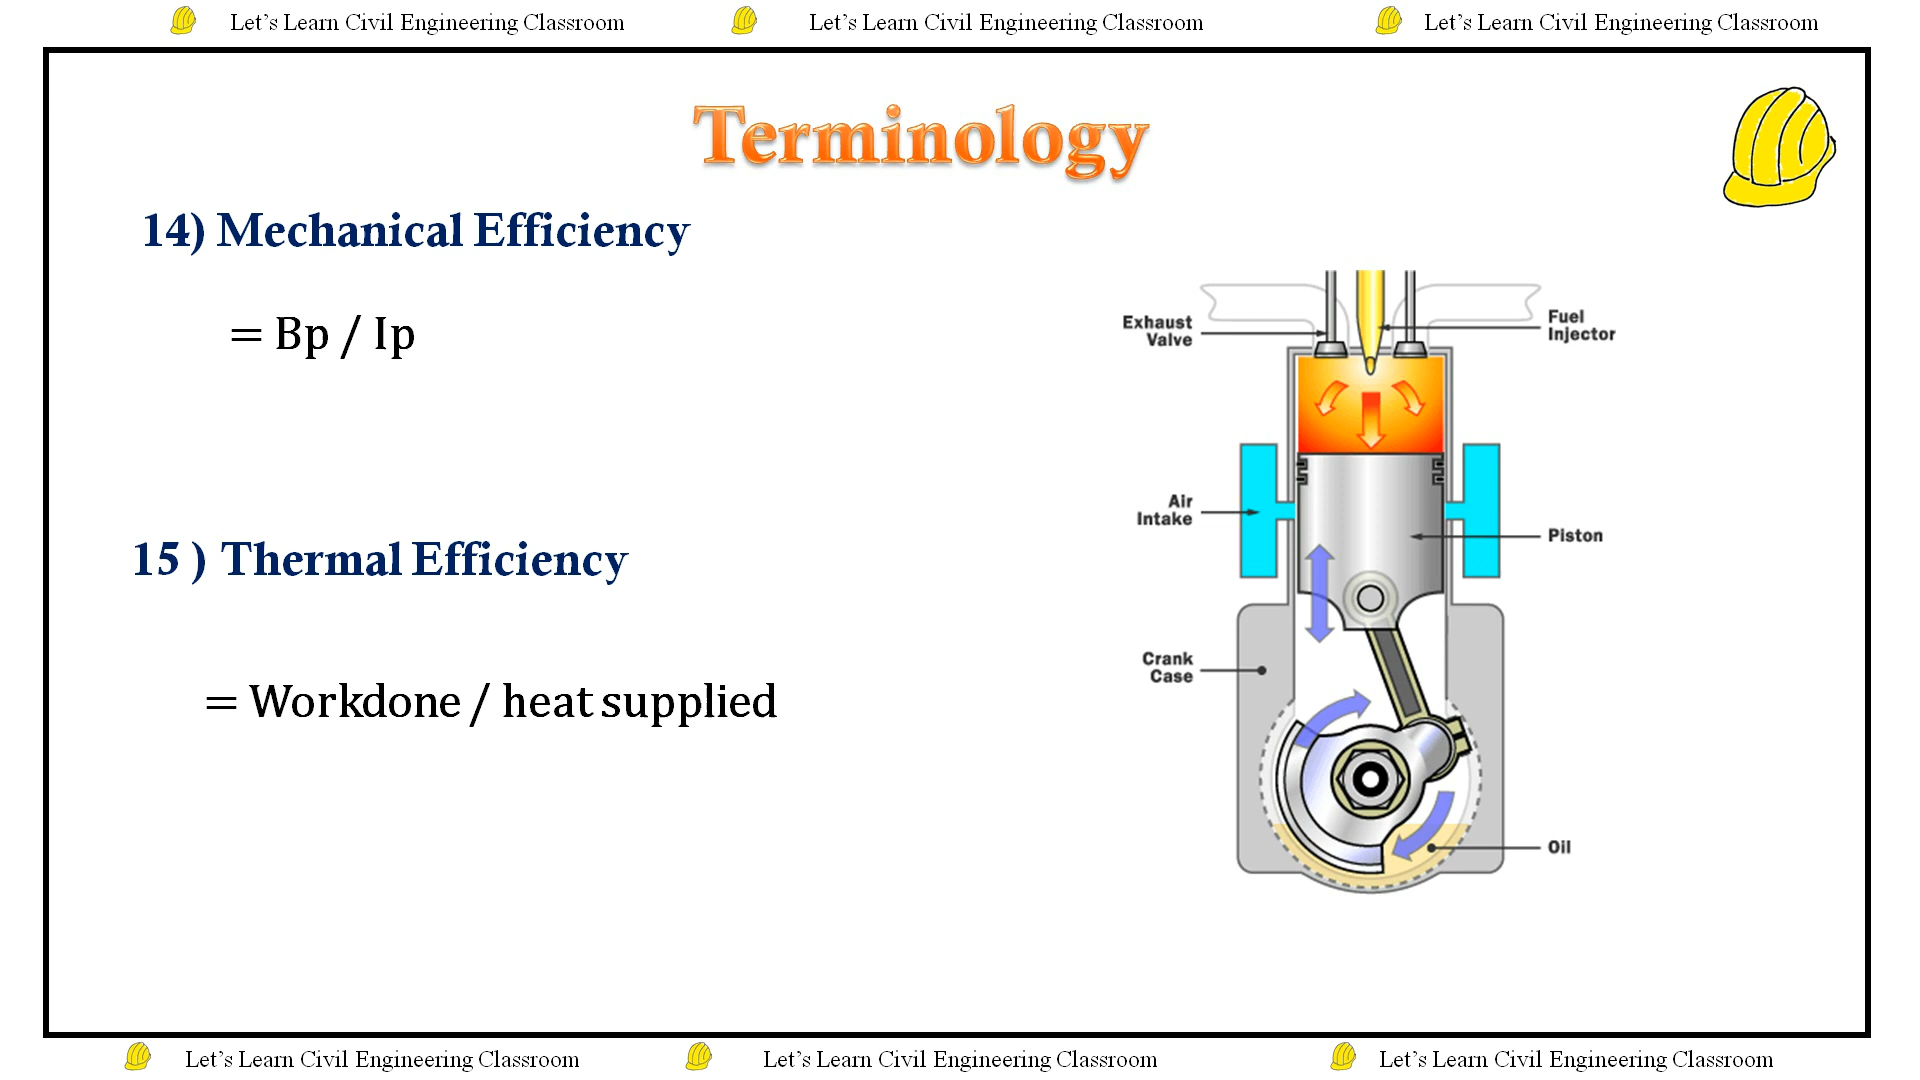 Let's Learn Civil Engineering Classroom
Let's Learn Civil Engineering Classroom
Let's Learn Civil Engineering Classroom
Terminology
14) Mechanical Efficiency
= Bp / Ip
15 ) Thermal Efficiency
= Workdone / heat supplied
Exhaust
Valve
Fuel
Injector
Air
Intake
Piston
Crank
Case
Oil
Let's Learn Civil Engineering Classroom
Let's Learn Civil Engineering Classroom
Let's Learn Civil Engineering Classroom